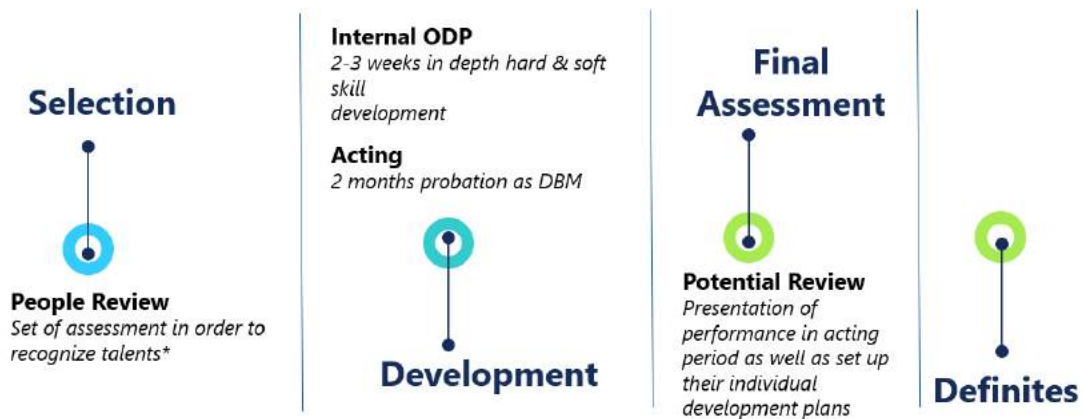 Selection
People Review
Set of assessment in order to
recognize talents*
Internal ODP
2-3 weeks in depth hard & soft
skill
development
Acting
2 months probation as DBM
Development
Final
Assessment
Potential Review
Presentation of
performance in acting
period as well as set up
their individual
development plans
Definites